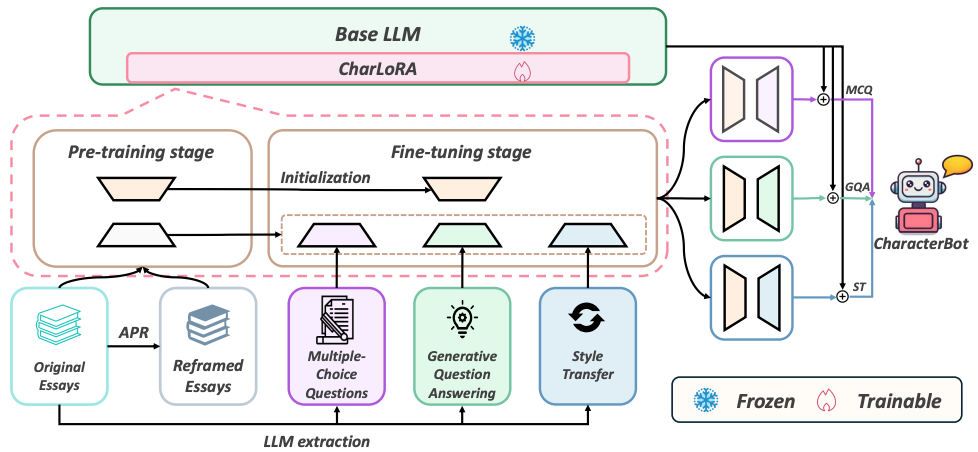 Base LLM
CharLoRA
Pre-training stage
Fine-tuning stage
Initialization
MCQ
GQA
ST
CharacterBot
APR
Original
Essays
Reframed
Essays
Multiple-
Choice
Questions
Generative
Question
Answering
Style
Transfer
LLM extraction
Frozen
Trainable